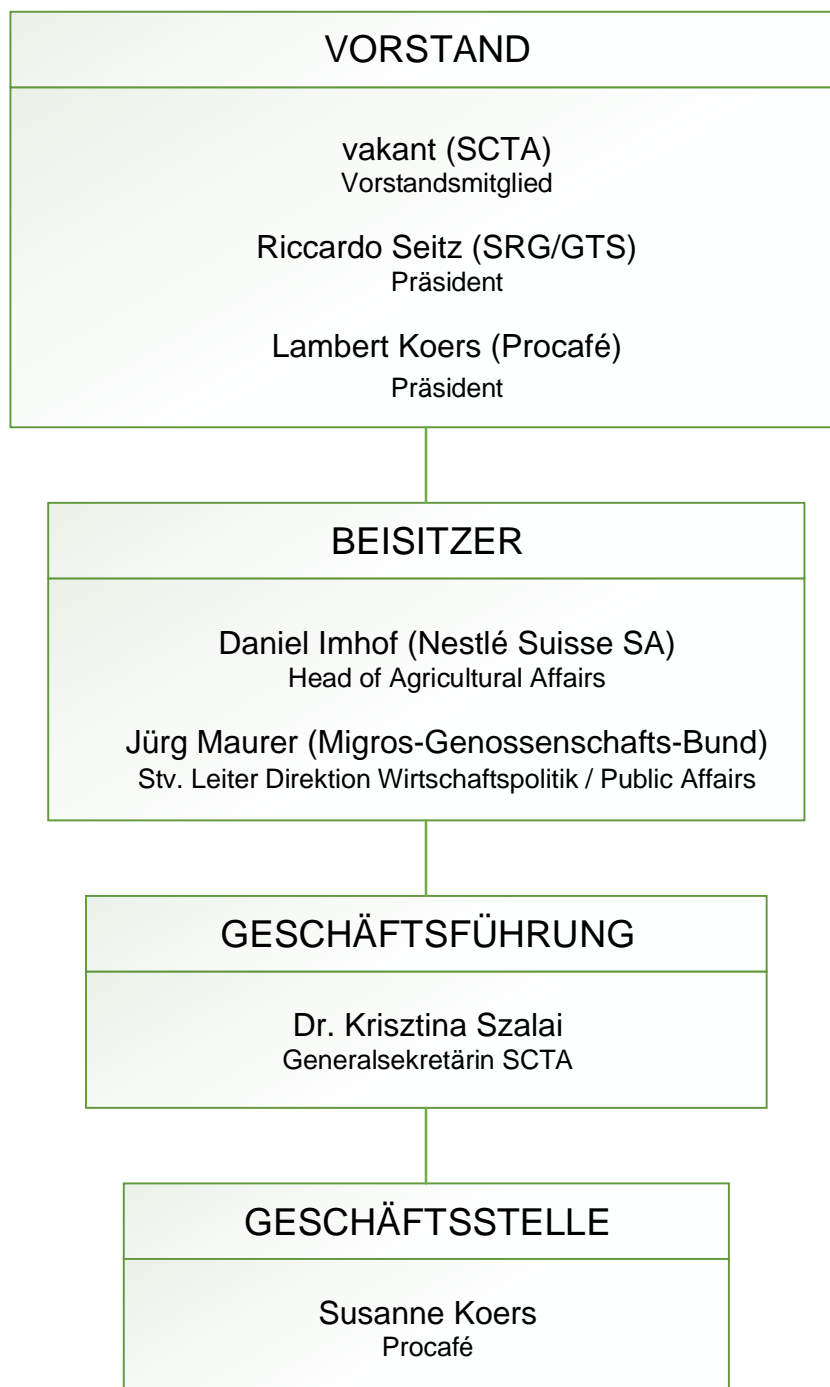 VORSTAND
vakant (SCTA)
Vorstandsmitglied
Riccardo Seitz (SRG/GTS)
Präsident
Lambert Koers (Procafé)
Präsident
BEISITZER
Daniel Imhof (Nestlé Suisse SA)
Head of Agricultural Affairs
Jürg Maurer (Migros-Genossenschafts-Bund)
Stv. Leiter Direktion Wirtschaftspolitik / Public Affairs
GESCHÄFTSFÜHRUNG
Dr. Krisztina Szalai
Generalsekretärin SCTA
GESCHÄFTSSTELLE
Susanne Koers
Procafé